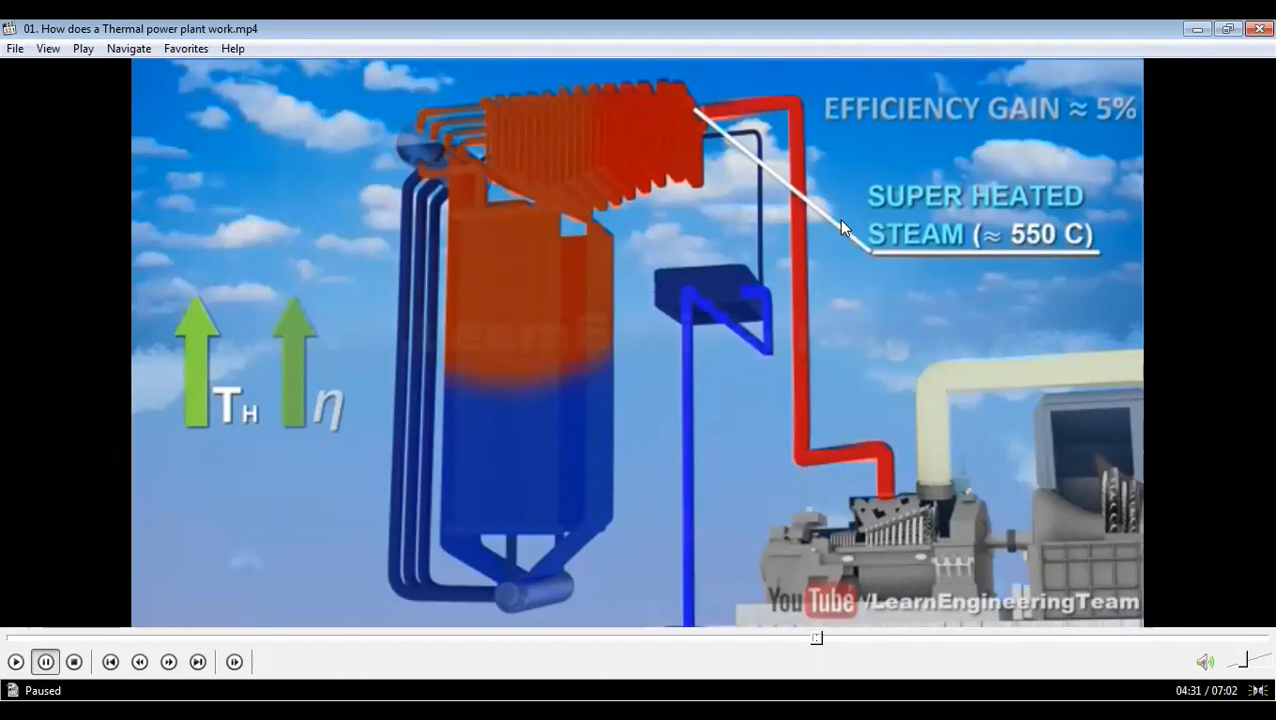 01. How does a Thermal power plant work.mp4
File View Play Navigate Favorites Help
EFFICIENCY GAIN ≈ 5%
SUPER HEATED
STEAM (≈ 550 C)
TH η
YouTube /LearnEngineeringTeam
Paused
04:31 / 07:02